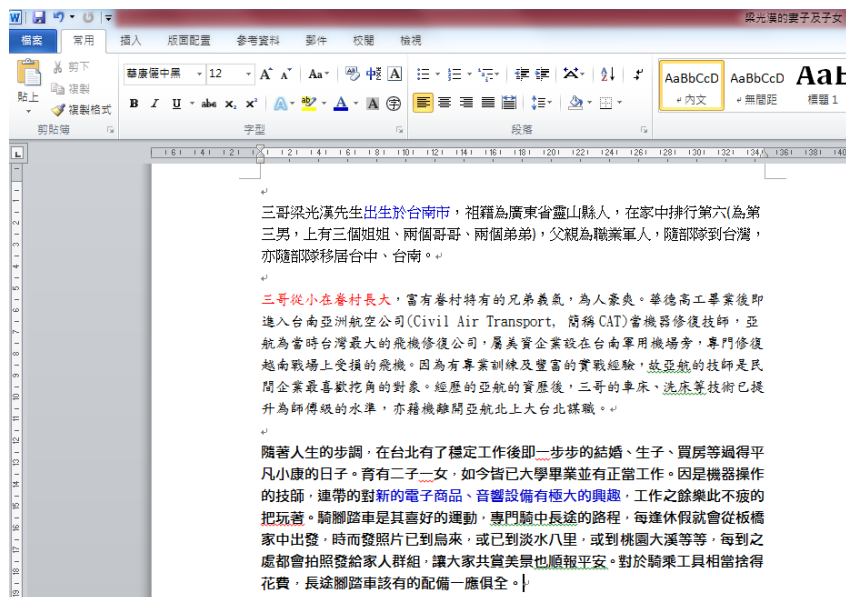 梁光漢的妻子及子女
檔案 常用 插入 版面配置 參考資料 郵件 校閱 檢視
貼上 剪下 複製 複製格式
華康儷中黑 12
AaBbCcD AaBbCcD AaB
內文 無間距 標題 1
剪貼簿 字型 段落
三哥梁光漢先生出生於台南市，祖籍為廣東省靈山縣人，在家中排行第六(為第
三男，上有三個姐姐、兩個哥哥、兩個弟弟)，父親為職業軍人，隨部隊到台灣，
亦隨部隊移居台中、台南。
三哥從小在眷村長大，富有眷村特有的兄弟義氣，為人豪爽。華德高工畢業後即
進入台南亞洲航空公司(Civil Air Transport, 簡稱 CAT)當機器修復技師，亞
航為當時台灣最大的飛機修復公司，屬美資企業設在台南軍用機場旁，專門修復
越南戰場上受損的飛機。因為有專業訓練及豐富的實戰經驗，故亞航的技師是民
間企業最喜歡挖角的對象。經歷的亞航的資歷後，三哥的車床、洗床等技術已提
升為師傅級的水準，亦藉機離開亞航北上大台北謀職。
隨著人生的步調，在台北有了穩定工作後即一步步的結婚、生子、買房等過得平
凡小康的日子。育有二子一女，如今皆已大學畢業並有正當工作。因是機器操作
的技師，連帶的對新的電子商品、音響設備有極大的興趣，工作之餘樂此不疲的
把玩著。騎腳踏車是其喜好的運動，專門騎中長途的路程，每逢休假就會從板橋
家中出發，時而發照片已到烏來，或已到淡水八里，或到桃園大溪等等，每到之
處都會拍照發給家人群組，讓大家共賞美景也順報平安。對於騎乘工具相當捨得
花費，長途腳踏車該有的配備一應俱全。